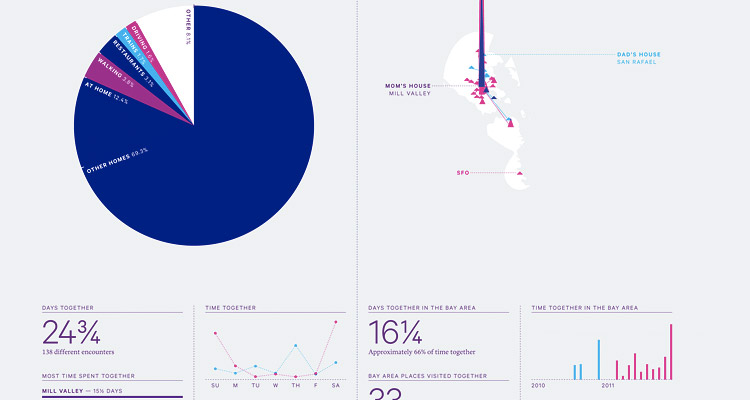 OTHER 8.1%
DRIVING 1.6%
TRAINS
RESTAURANTS 3.1%
WALKING 3.8%
AT HOME 12.4%
OTHER HOMES 69.3%
DAD'S HOUSE
SAN RAFAEL
MOM'S HOUSE
MILL VALLEY
SFO
DAYS TOGETHER
24¾
138 different encounters
MOST TIME SPENT TOGETHER
MILL VALLEY — 15½ DAYS
TIME TOGETHER
SU M TU W TH F SA
DAYS TOGETHER IN THE BAY AREA
16¼
Approximately 66% of time together
BAY AREA PLACES VISITED TOGETHER
33
TIME TOGETHER IN THE BAY AREA
2010 2011